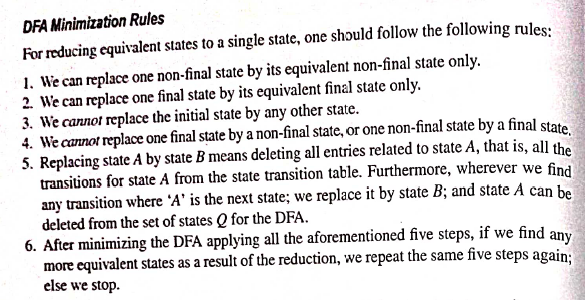 DFA Minimization Rules
For reducing equivalent states to a single state, one should follow the following rules:
1. We can replace one non-final state by its equivalent non-final state only.
2. We can replace one final state by its equivalent final state only.
3. We cannot replace the initial state by any other state.
4. We cannot replace one final state by a non-final state, or one non-final state by a final state.
5. Replacing state A by state B means deleting all entries related to state A, that is, all the
transitions for state A from the state transition table. Furthermore, wherever we find
any transition where ‘A’ is the next state; we replace it by state B; and state A can be
deleted from the set of states Q for the DFA.
6. After minimizing the DFA applying all the aforementioned five steps, if we find any
more equivalent states as a result of the reduction, we repeat the same five steps again;
else we stop.